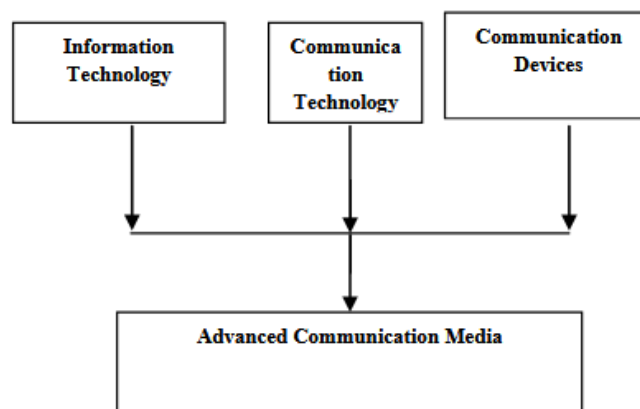 Information
Technology
Communica
tion
Technology
Communication
Devices
Advanced Communication Media